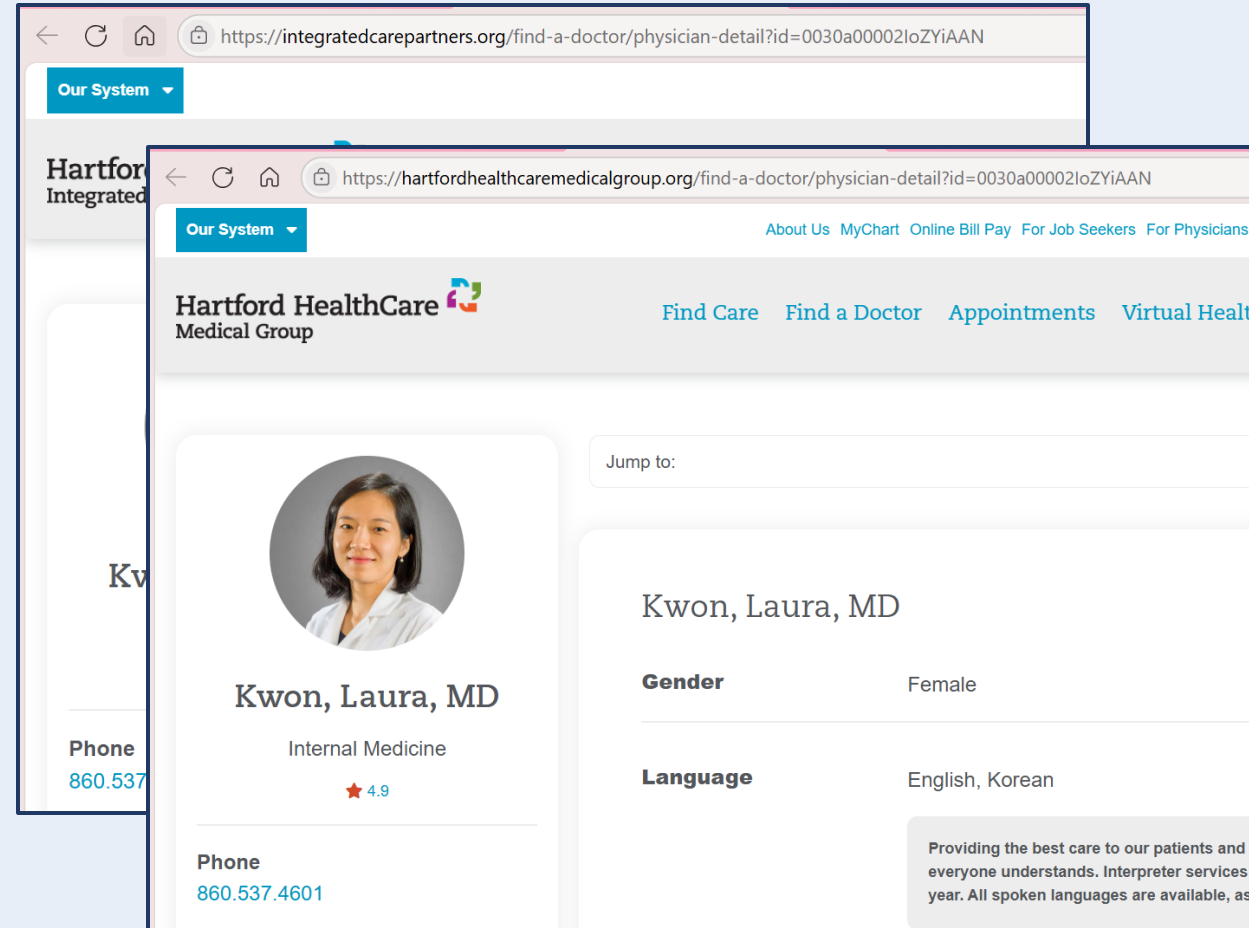 https://integratedcarepartners.org/find-a-doctor/physician-detail?id=0030a00002IoZYiAAN
Our System
Hartfor
Integrated
Kw
Phone
860.537
https://hartfordhealthcaremedicalgroup.org/find-a-doctor/physician-detail?id=0030a00002IoZYiAAN
Our System
About Us MyChart Online Bill Pay For Job Seekers For Physicians
Hartford HealthCare
Medical Group
Find Care Find a Doctor Appointments Virtual Healt
Jump to:
Kwon, Laura, MD
Internal Medicine
4.9
Phone
860.537.4601
Kwon, Laura, MD
Gender Female
Language English, Korean
Providing the best care to our patients and
everyone understands. Interpreter services
year. All spoken languages are available, as